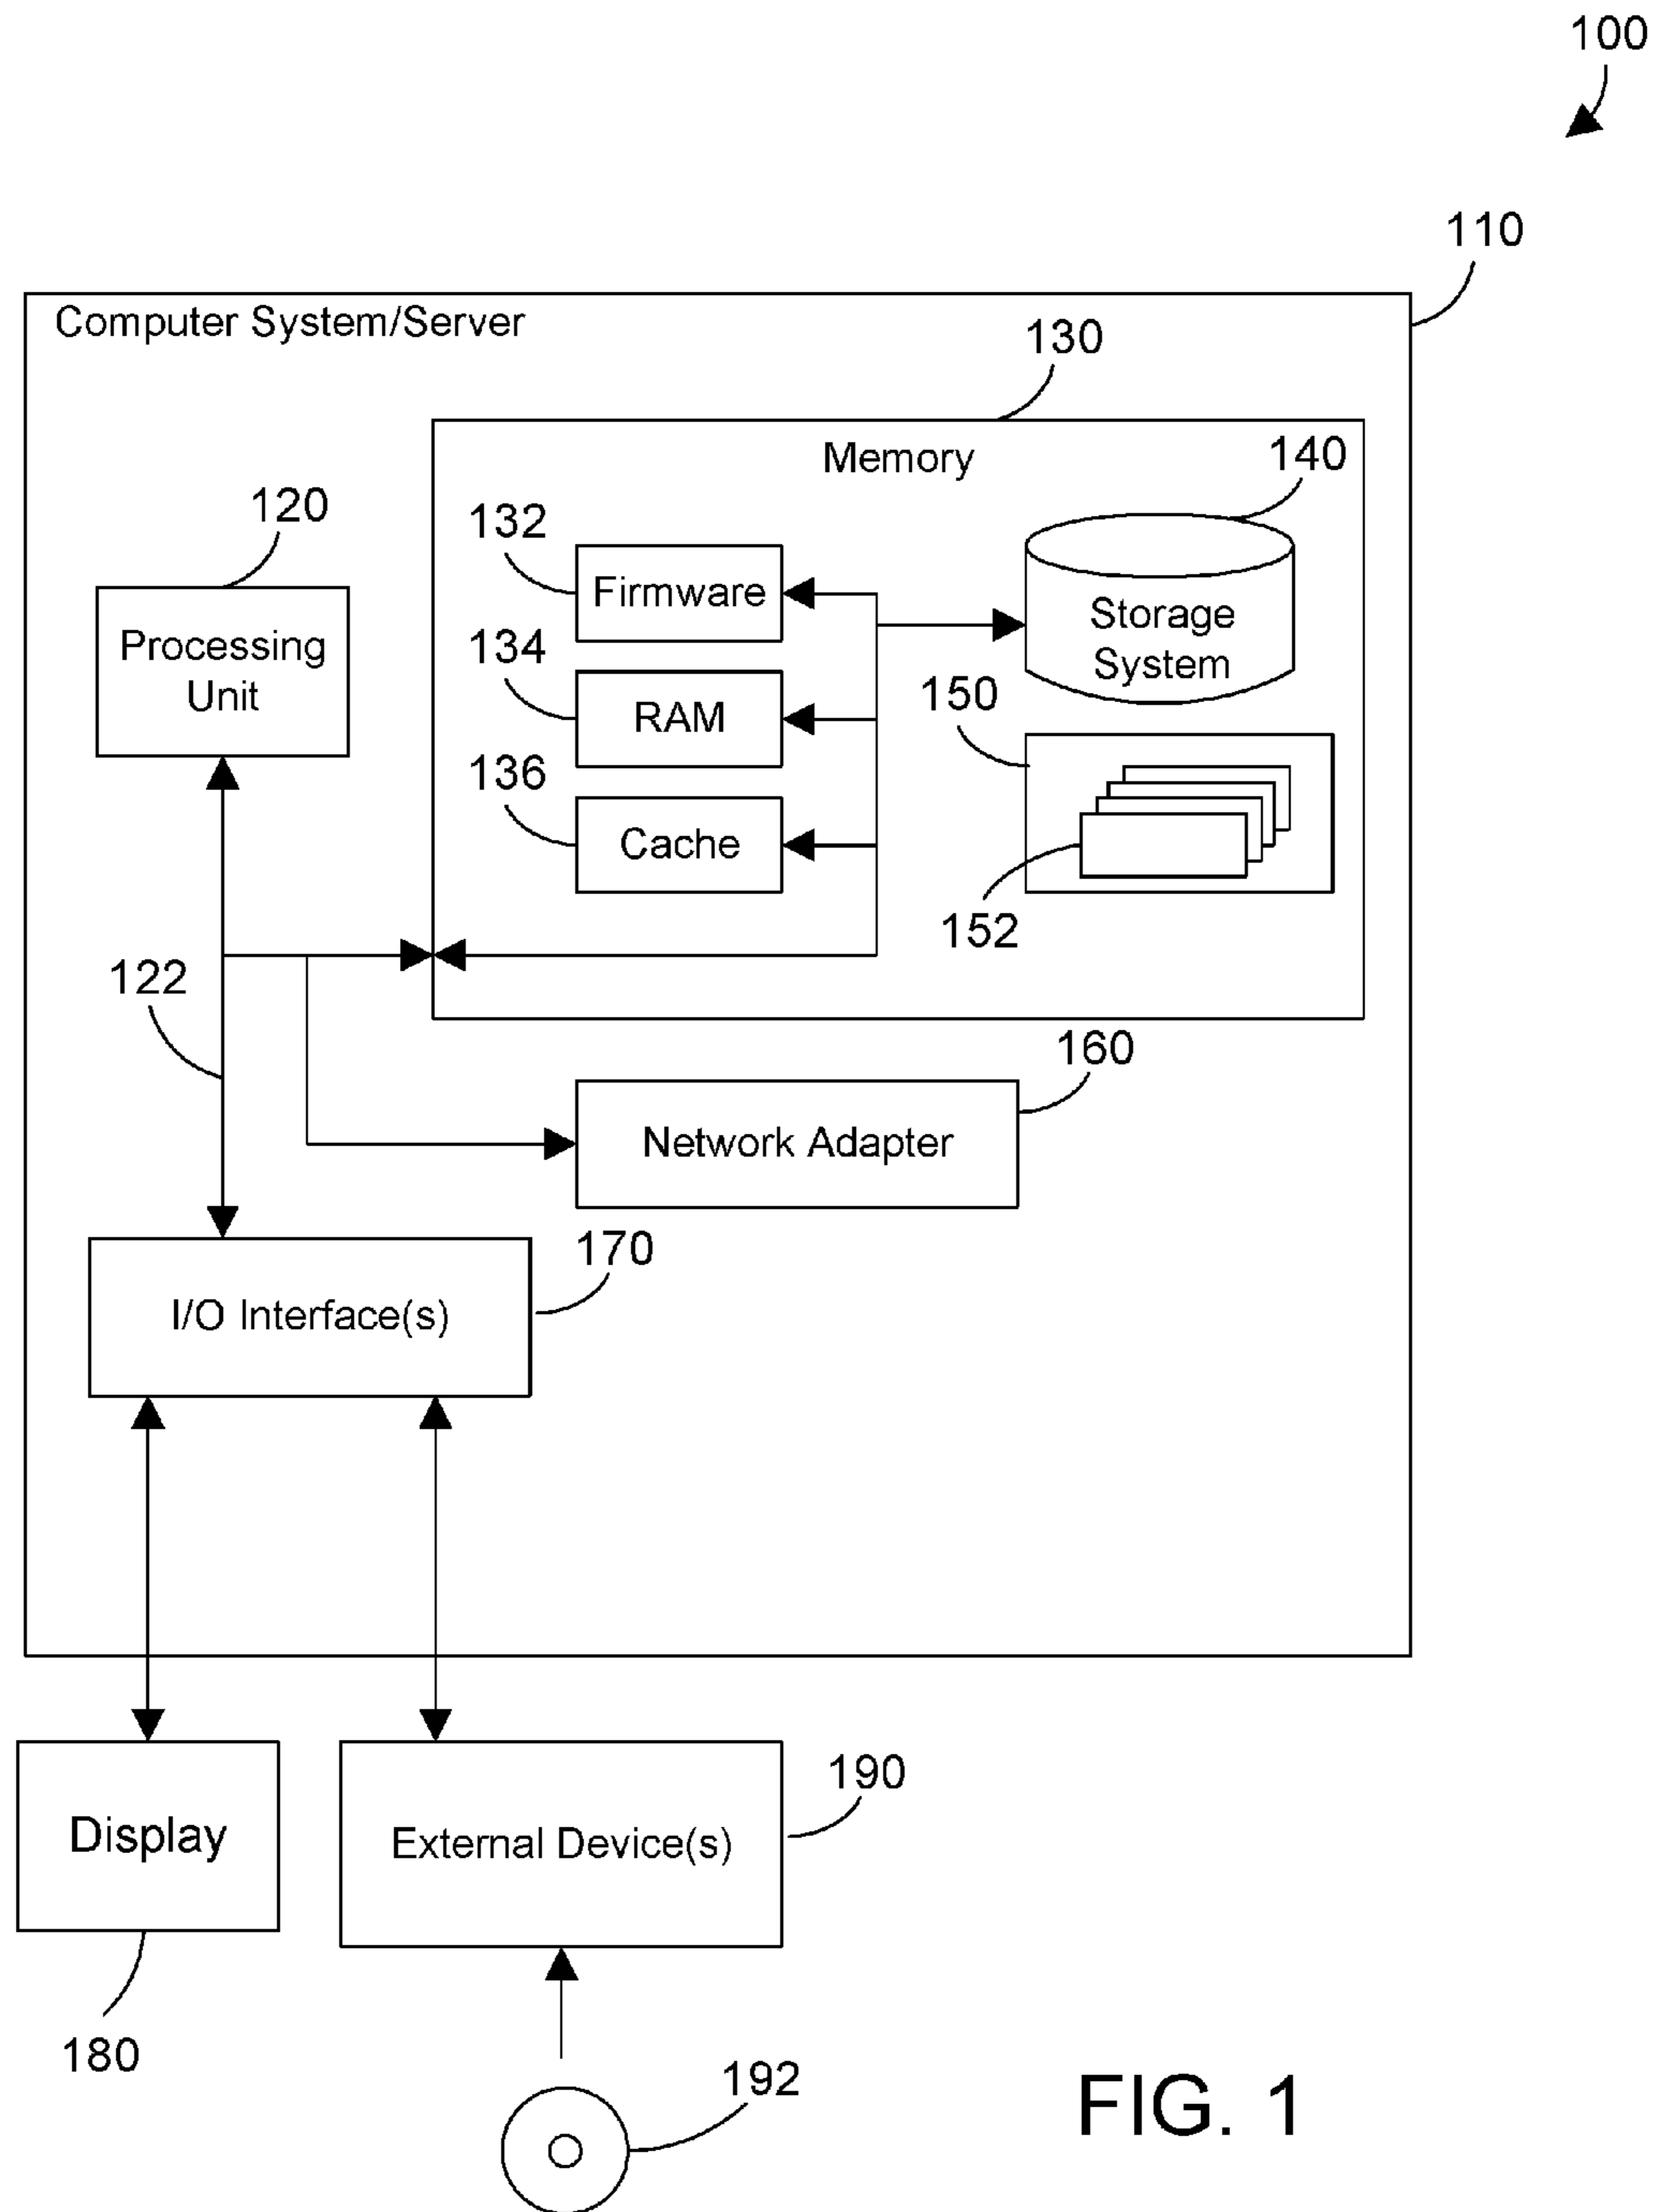 100
110
Computer System/Server
130
Memory
140
120
132
Firmware
Storage
System
Processing
Unit
134
RAM
150
136
Cache
152
122
160
Network Adapter
170
I/O Interface(s)
190
Display
External Device(s)
180
192
FIG. 1